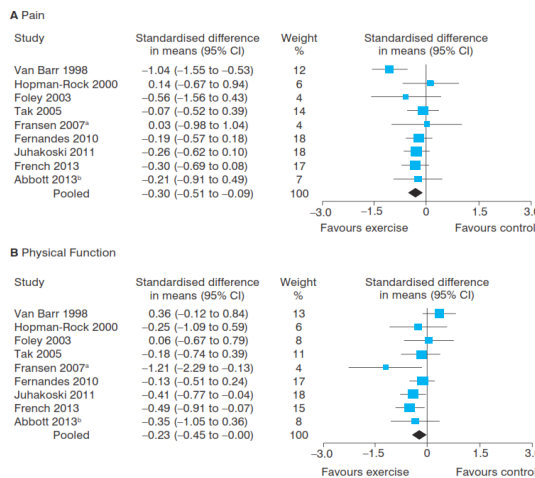 A Pain
Study Standardised difference in means (95% CI) Weight % Standardised difference in means (95% CI)
Van Barr 1998 −1.04 (−1.55 to −0.53) 12
Hopman-Rock 2000 0.14 (−0.67 to 0.94) 6
Foley 2003 −0.56 (−1.56 to 0.43) 4
Tak 2005 −0.07 (−0.52 to 0.39) 14
Fransen 2007ᵃ 0.03 (−0.98 to 1.04) 4
Fernandes 2010 −0.19 (−0.57 to 0.18) 18
Juhakoski 2011 −0.26 (−0.62 to 0.10) 18
French 2013 −0.30 (−0.69 to 0.08) 17
Abbott 2013ᵇ −0.21 (−0.91 to 0.49) 7
Pooled −0.30 (−0.51 to −0.09) 100
−3.0 −1.5 0 1.5 3.0
Favours exercise Favours control
B Physical Function
Study Standardised difference in means (95% CI) Weight % Standardised difference in means (95% CI)
Van Barr 1998 0.36 (−0.12 to 0.84) 13
Hopman-Rock 2000 −0.25 (−1.09 to 0.59) 6
Foley 2003 0.06 (−0.67 to 0.79) 8
Tak 2005 −0.18 (−0.74 to 0.39) 11
Fransen 2007ᵃ −1.21 (−2.29 to −0.13) 4
Fernandes 2010 −0.13 (−0.51 to 0.24) 17
Juhakoski 2011 −0.41 (−0.77 to −0.04) 18
French 2013 −0.49 (−0.91 to −0.07) 15
Abbott 2013ᵇ −0.35 (−1.05 to 0.36) 8
Pooled −0.23 (−0.45 to −0.00) 100
−3.0 −1.5 0 1.5 3.0
Favours exercise Favours control